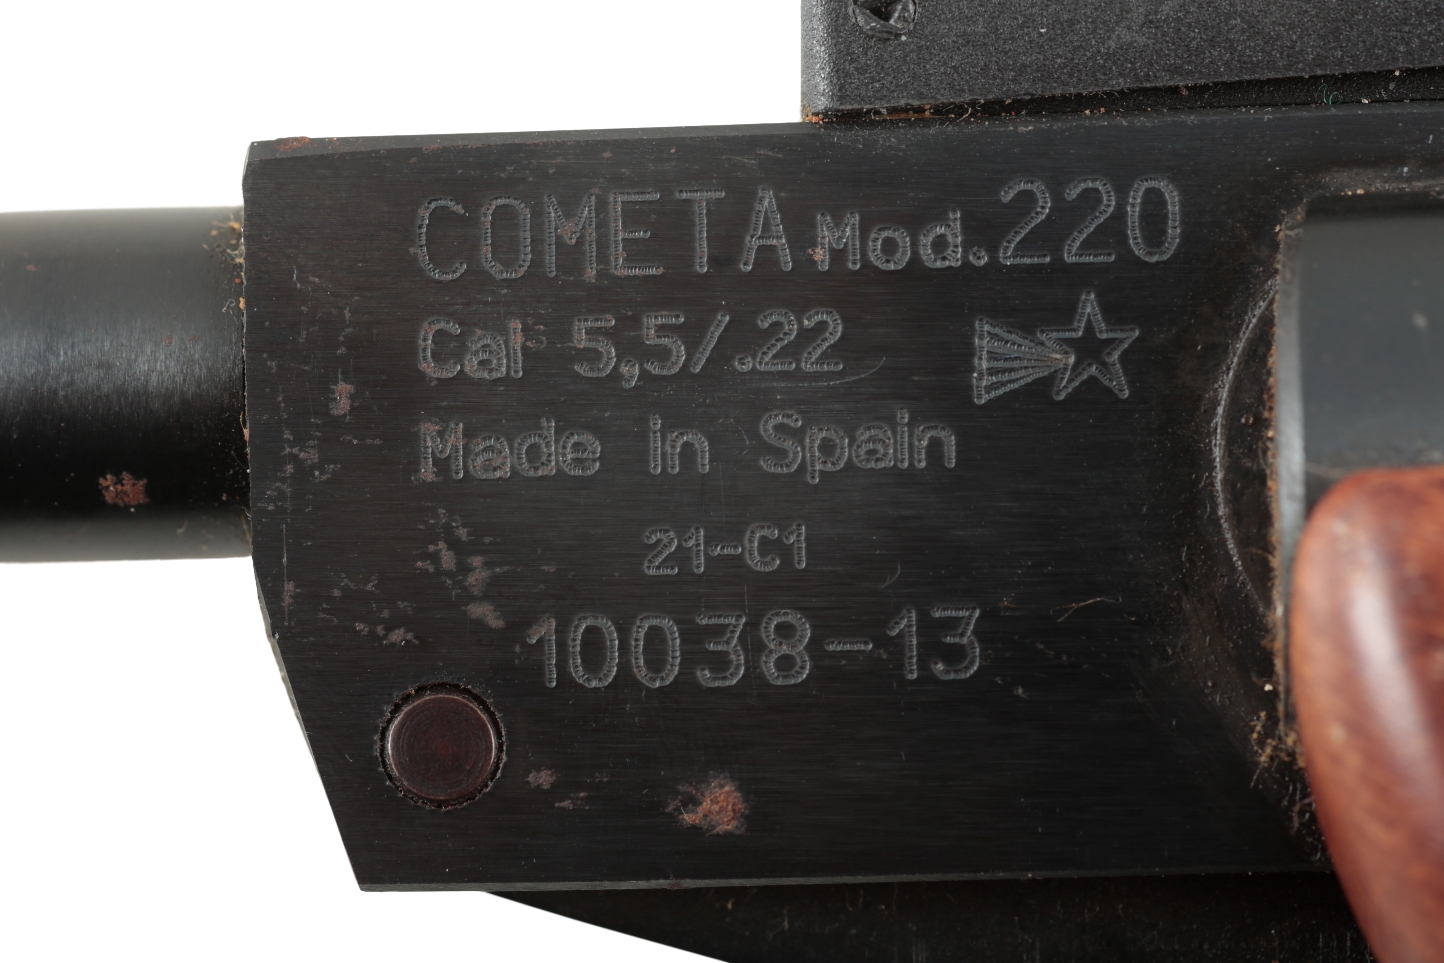 COMETA Mod. 220
Cal 5,5/.22
Made in Spain
21-C1
10038-13